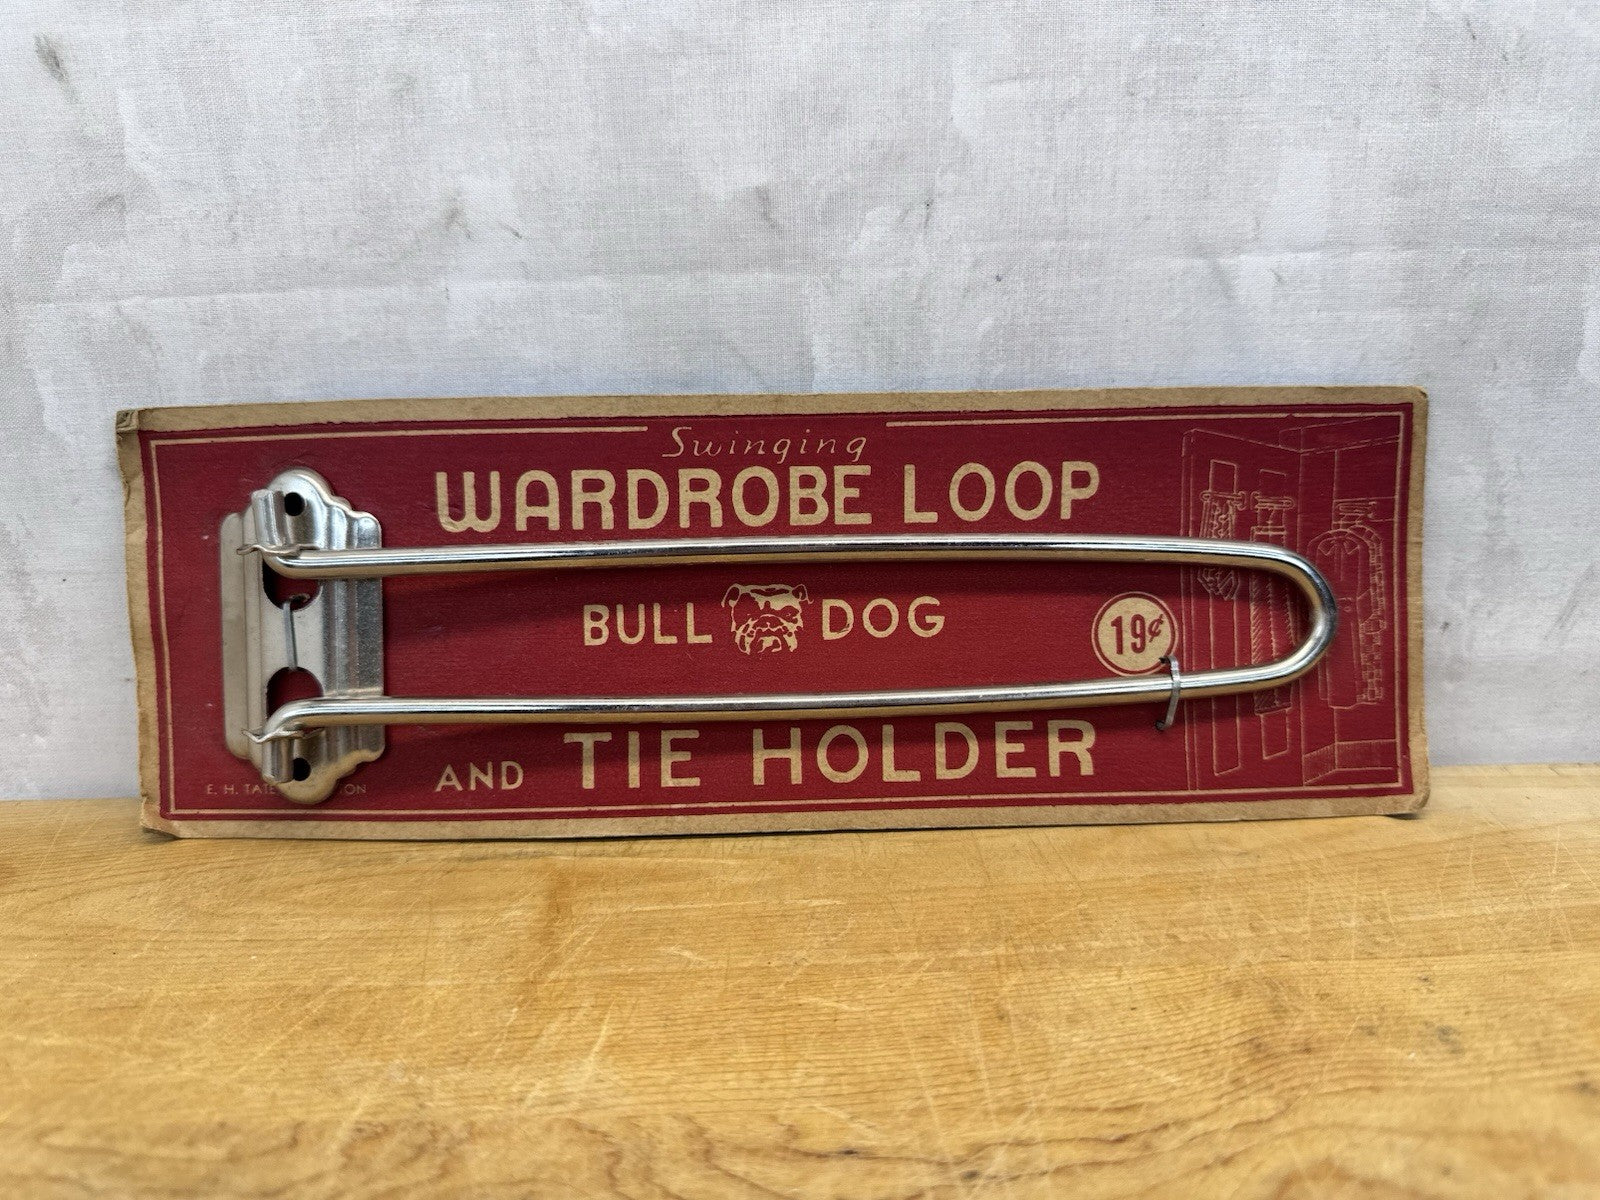 Swinging
WARDROBE LOOP
BULL DOG
19¢
AND TIE HOLDER
E. H.